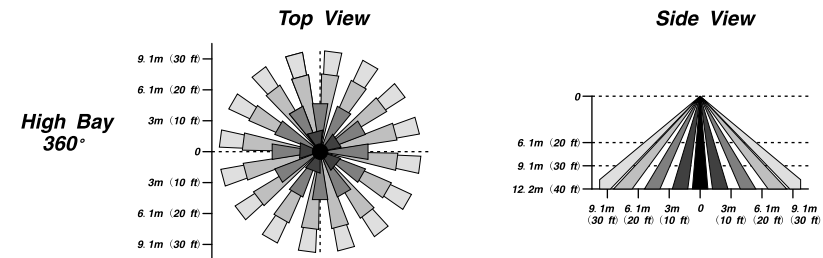 Top View
Side View
High Bay
360°
9.1m (30 ft)
6.1m (20 ft)
3m (10 ft)
0
3m (10 ft)
6.1m (20 ft)
9.1m (30 ft)
0
6.1m (20 ft)
9.1m (30 ft)
12.2m (40 ft)
9.1m 6.1m 3m 0 3m 6.1m 9.1m
(30 ft) (20 ft) (10 ft) (10 ft) (20 ft) (30 ft)